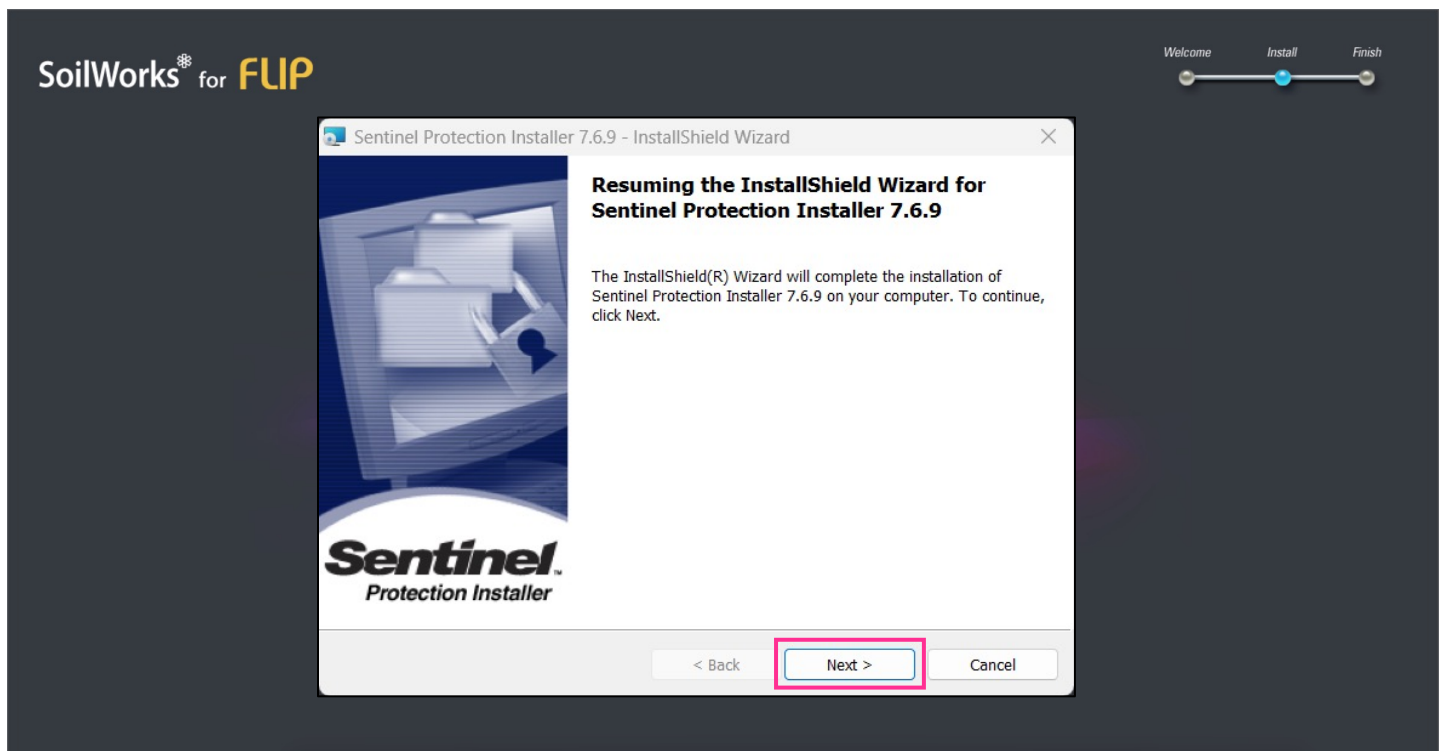 SoilWorks® for FLIP
Welcome Install Finish
Sentinel Protection Installer 7.6.9 - InstallShield Wizard
Resuming the InstallShield Wizard for
Sentinel Protection Installer 7.6.9
The InstallShield(R) Wizard will complete the installation of
Sentinel Protection Installer 7.6.9 on your computer. To continue,
click Next.
Sentinel™
Protection Installer
< Back Next > Cancel